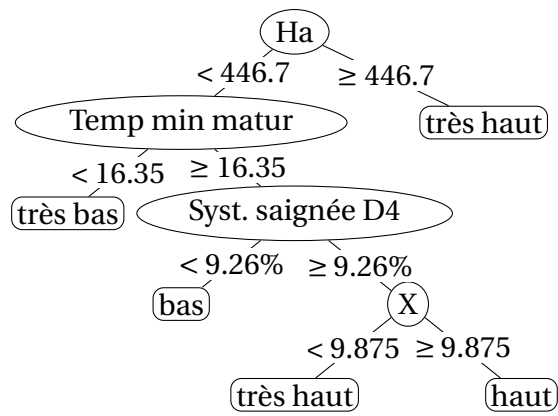 Ha
< 446.7 ≥ 446.7
Temp min matur
très haut
< 16.35 ≥ 16.35
très bas
Syst. saignée D4
< 9.26% ≥ 9.26%
bas
X
< 9.875 ≥ 9.875
très haut
haut